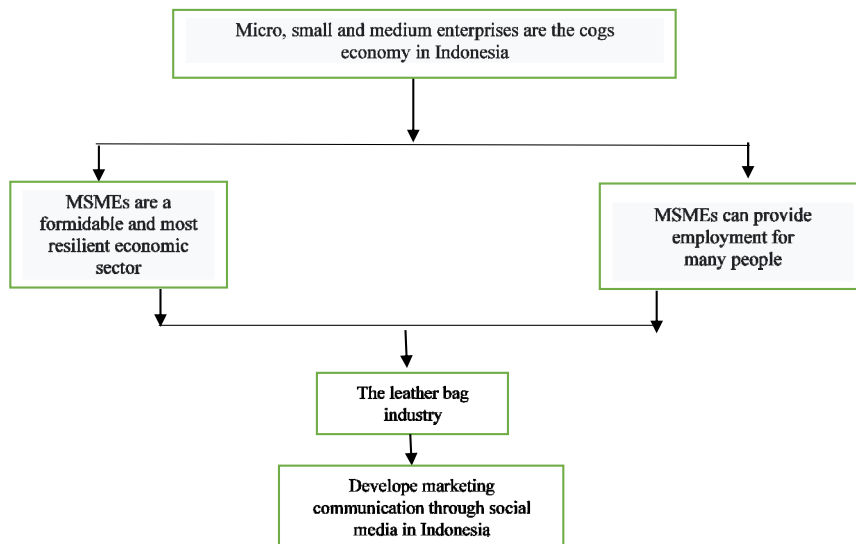 Micro, small and medium enterprises are the cogs
economy in Indonesia
MSMEs are a
formidable and most
resilient economic
sector
MSMEs can provide
employment for
many people
The leather bag
industry
Develope marketing
communication through social
media in Indonesia